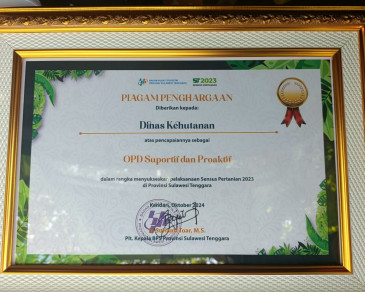 ST2023
PIAGAM PENGHARGAAN
Diberikan kepada:
Dinas Kehutanan
atas pencapaiannya sebagai
OPD Suportif dan Proaktif
dalam rangka menyukseskan pelaksanaan Sensus Pertanian 2023
di Provinsi Sulawesi Tenggara
Kendari, Oktober 2024
M.S.
Plt. Kepala BPS Provinsi Sulawesi Tenggara